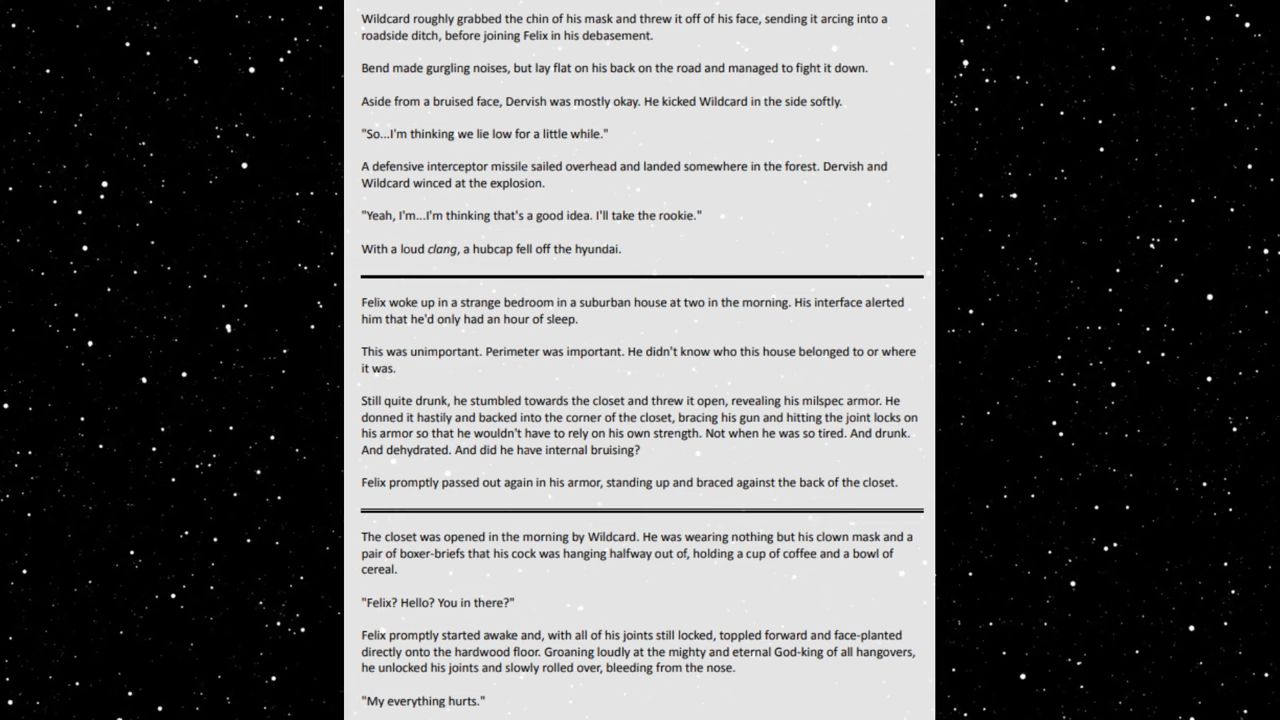 Wildcard roughly grabbed the chin of his mask and threw it off of his face, sending it arcing into a
roadside ditch, before joining Felix in his debasement.
Bend made gurgling noises, but lay flat on his back on the road and managed to fight it down.
Aside from a bruised face, Dervish was mostly okay. He kicked Wildcard in the side softly.
"So...I'm thinking we lie low for a little while."
A defensive interceptor missile sailed overhead and landed somewhere in the forest. Dervish and
Wildcard winced at the explosion.
"Yeah, I'm...I'm thinking that's a good idea. I'll take the rookie."
With a loud clang, a hubcap fell off the hyundai.
Felix woke up in a strange bedroom in a suburban house at two in the morning. His interface alerted
him that he'd only had an hour of sleep.
This was unimportant. Perimeter was important. He didn't know who this house belonged to or where
it was.
Still quite drunk, he stumbled towards the closet and threw it open, revealing his milspec armor. He
donned it hastily and backed into the corner of the closet, bracing his gun and hitting the joint locks on
his armor so that he wouldn't have to rely on his own strength. Not when he was so tired. And drunk.
And dehydrated. And did he have internal bruising?
Felix promptly passed out again in his armor, standing up and braced against the back of the closet.
The closet was opened in the morning by Wildcard. He was wearing nothing but his clown mask and a
pair of boxer-briefs that his cock was hanging halfway out of, holding a cup of coffee and a bowl of
cereal.
"Felix? Hello? You in there?"
Felix promptly started awake and, with all of his joints still locked, toppled forward and face-planted
directly onto the hardwood floor. Groaning loudly at the mighty and eternal God-king of all hangovers,
he unlocked his joints and slowly rolled over, bleeding from the nose.
"My everything hurts."